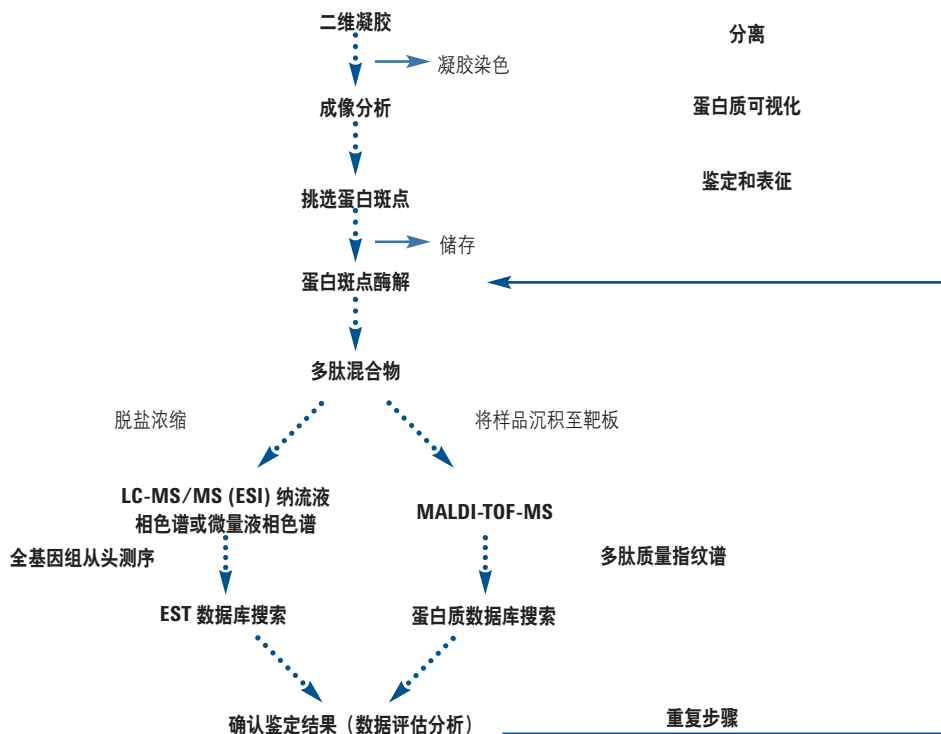 二维凝胶
分离
凝胶染色
成像分析
蛋白质可视化
鉴定和表征
挑选蛋白斑点
储存
蛋白斑点酶解
多肽混合物
脱盐浓缩
将样品沉积至靶板
LC-MS/MS (ESI) 纳流液
相色谱或微量液相色谱
MALDI-TOF-MS
全基因组从头测序
多肽质量指纹谱
EST 数据库搜索
蛋白质数据库搜索
确认鉴定结果（数据评估分析）
重复步骤